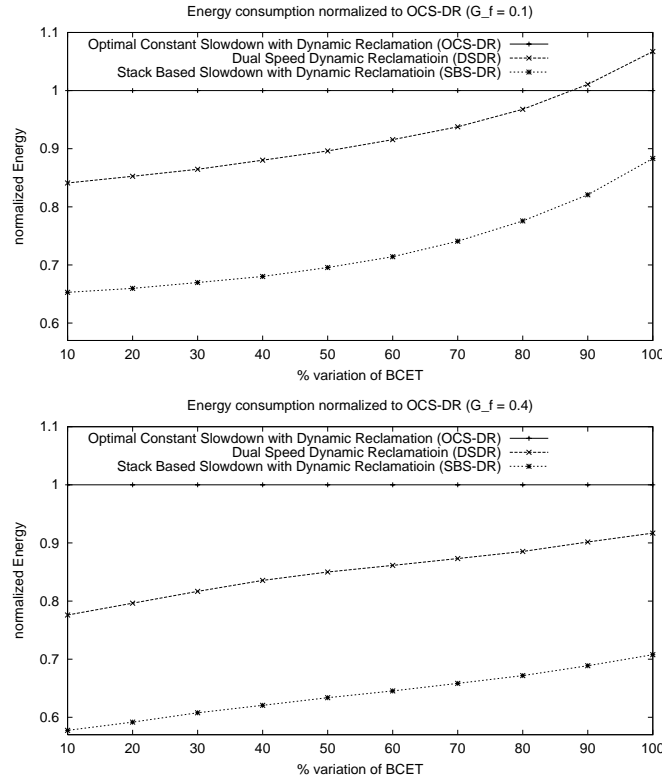 Energy consumption normalized to OCS-DR (G_f = 0.1)
1.1
Optimal Constant Slowdown with Dynamic Reclamation (OCS-DR)
Dual Speed Dynamic Reclamatioin (DSDR)
Stack Based Slowdown with Dynamic Reclamation (SBS-DR)
1
0.9
0.8
0.7
0.6
normalized Energy
10 20 30 40 50 60 70 80 90 100
% variation of BCET
Energy consumption normalized to OCS-DR (G_f = 0.4)
1.1
Optimal Constant Slowdown with Dynamic Reclamation (OCS-DR)
Dual Speed Dynamic Reclamatioin (DSDR)
Stack Based Slowdown with Dynamic Reclamation (SBS-DR)
1
0.9
0.8
0.7
0.6
normalized Energy
10 20 30 40 50 60 70 80 90 100
% variation of BCET